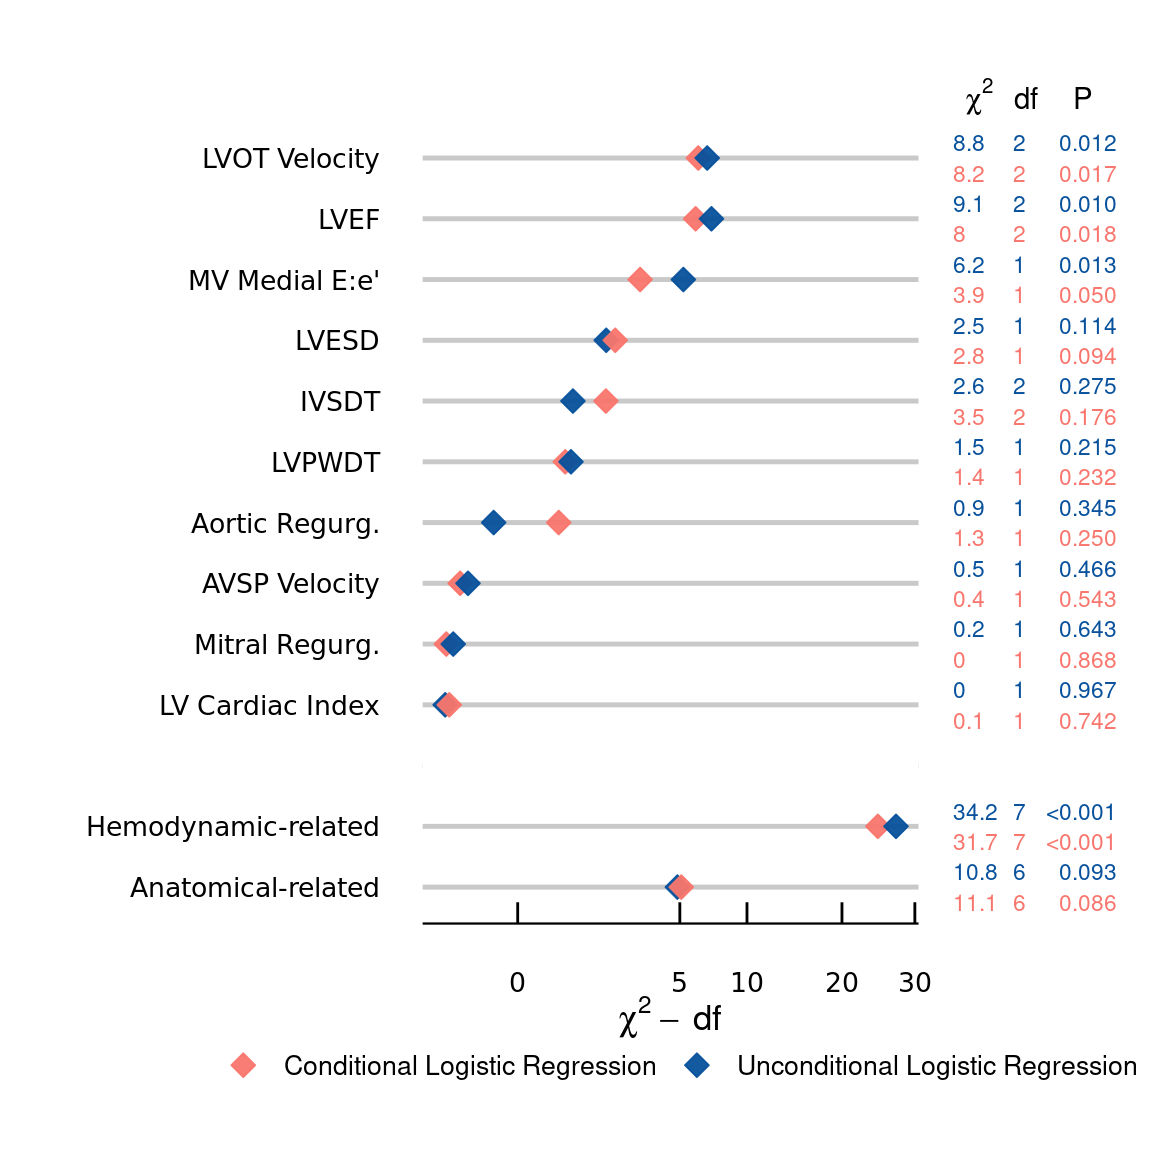 χ² df P
LVOT Velocity 8.8 2 0.012
8.2 2 0.017
LVEF 9.1 2 0.010
8 2 0.018
MV Medial E:e' 6.2 1 0.013
3.9 1 0.050
LVESD 2.5 1 0.114
2.8 1 0.094
IVSDT 2.6 2 0.275
3.5 2 0.176
LVPWDT 1.5 1 0.215
1.4 1 0.232
Aortic Regurg. 0.9 1 0.345
1.3 1 0.250
AVSP Velocity 0.5 1 0.466
0.4 1 0.543
Mitral Regurg. 0.2 1 0.643
0 1 0.868
LV Cardiac Index 0 1 0.967
0.1 1 0.742
Hemodynamic-related 34.2 7 <0.001
31.7 7 <0.001
Anatomical-related 10.8 6 0.093
11.1 6 0.086
0 5 10 20 30
χ² − df
Conditional Logistic Regression Unconditional Logistic Regression